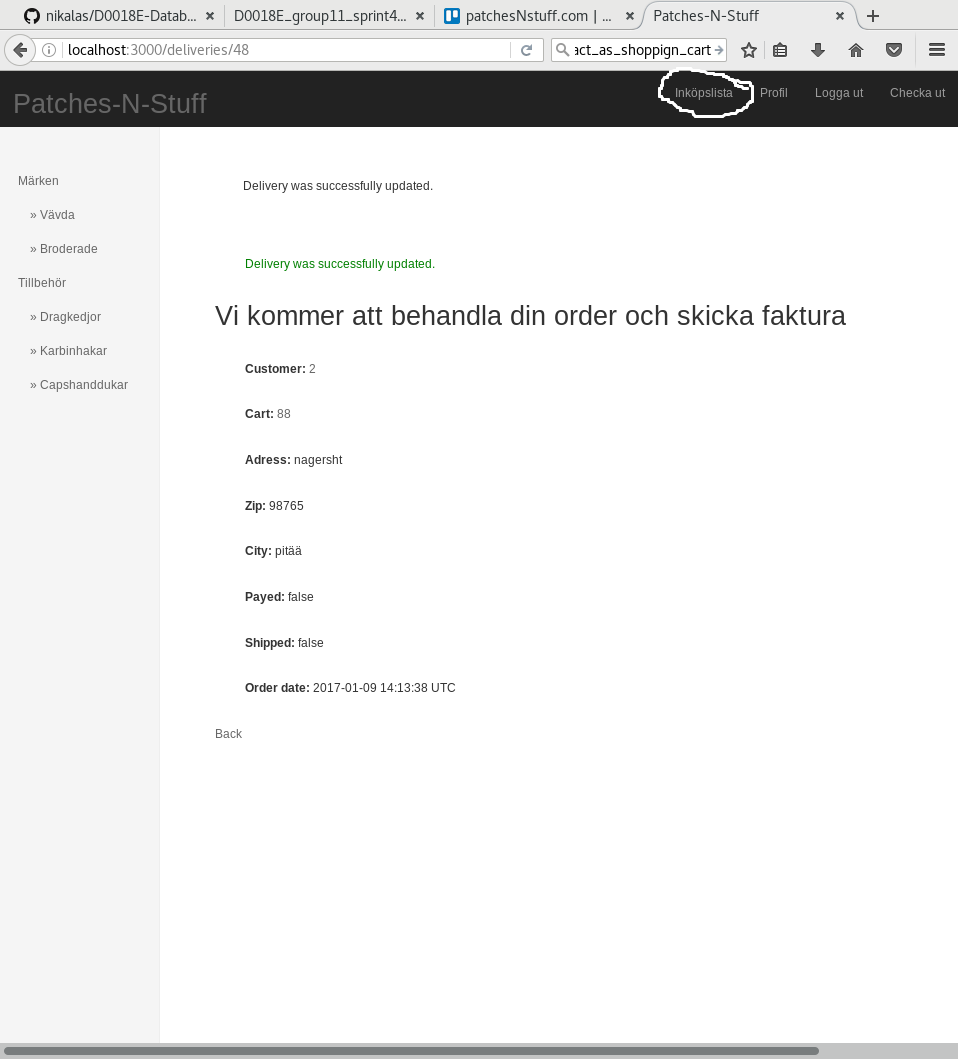 nikalas/D0018E-Datab...
D0018E_group11_sprint4...
patchesNstuff.com | ...
Patches-N-Stuff
localhost:3000/deliveries/48
act_as_shoppign_cart
Patches-N-Stuff
Inköpslista
Profil
Logga ut
Checka ut
Märken
» Vävda
» Broderade
Tillbehör
» Dragkedjor
» Karbinhakar
» Capshanddukar
Delivery was successfully updated.
Delivery was successfully updated.
Vi kommer att behandla din order och skicka faktura
Customer: 2
Cart: 88
Adress: nagersht
Zip: 98765
City: pitää
Payed: false
Shipped: false
Order date: 2017-01-09 14:13:38 UTC
Back